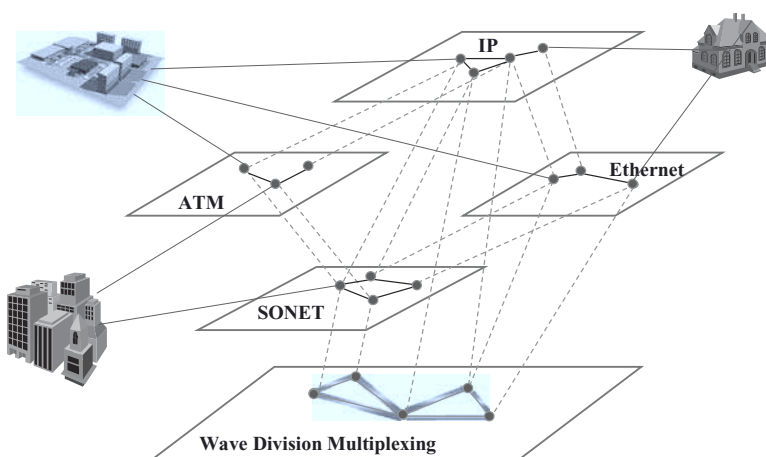 IP
Ethernet
ATM
SONET
Wave Division Multiplexing